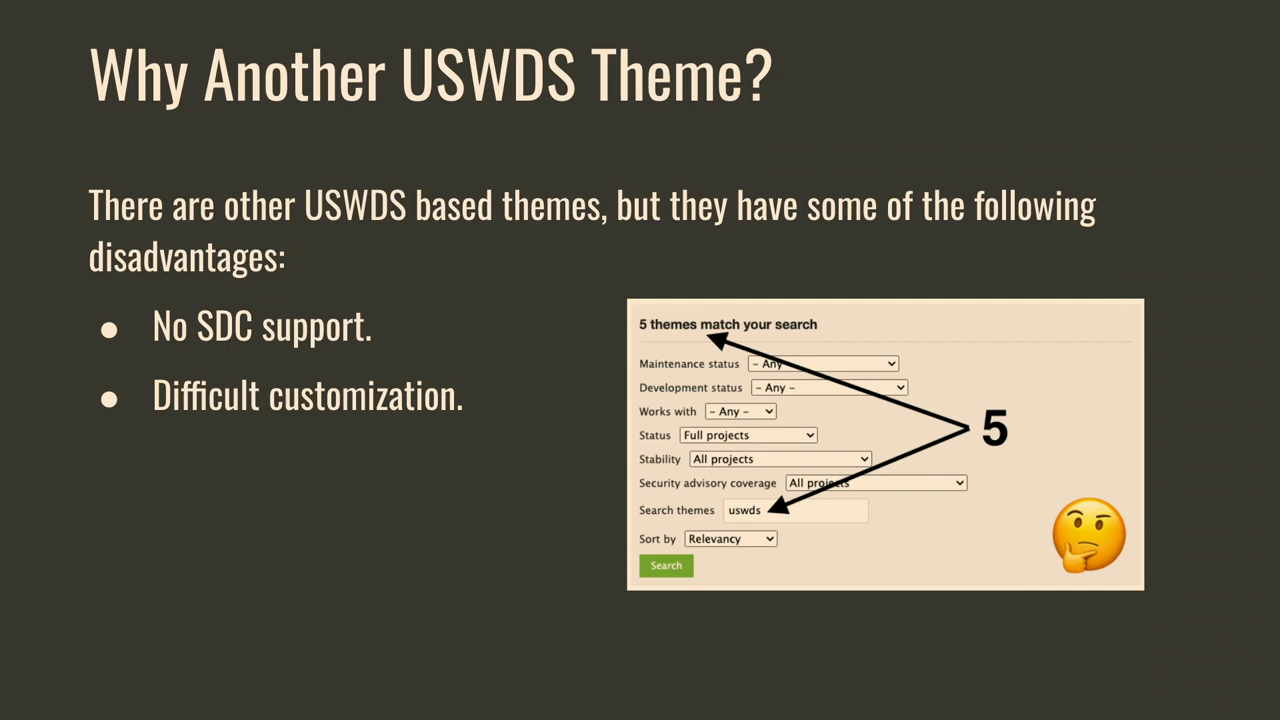 Why Another USWDS Theme?
There are other USWDS based themes, but they have some of the following
disadvantages:
● No SDC support.
● Difficult customization.
5 themes match your search
Maintenance status – Any –
Development status – Any –
Works with – Any –
Status Full projects
Stability All projects
Security advisory coverage All projects
Search themes uswds
Sort by Relevancy
Search
5